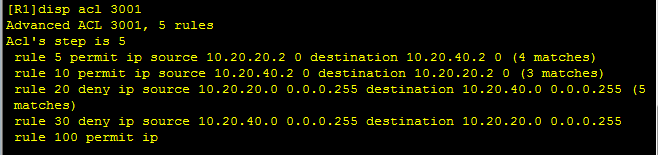 [R1]disp acl 3001
Advanced ACL 3001, 5 rules
Acl's step is 5
 rule 5 permit ip source 10.20.20.2 0 destination 10.20.40.2 0 (4 matches)
 rule 10 permit ip source 10.20.40.2 0 destination 10.20.20.2 0 (3 matches)
 rule 20 deny ip source 10.20.20.0 0.0.0.255 destination 10.20.40.0 0.0.0.255 (5
 matches)
 rule 30 deny ip source 10.20.40.0 0.0.0.255 destination 10.20.20.0 0.0.0.255
 rule 100 permit ip